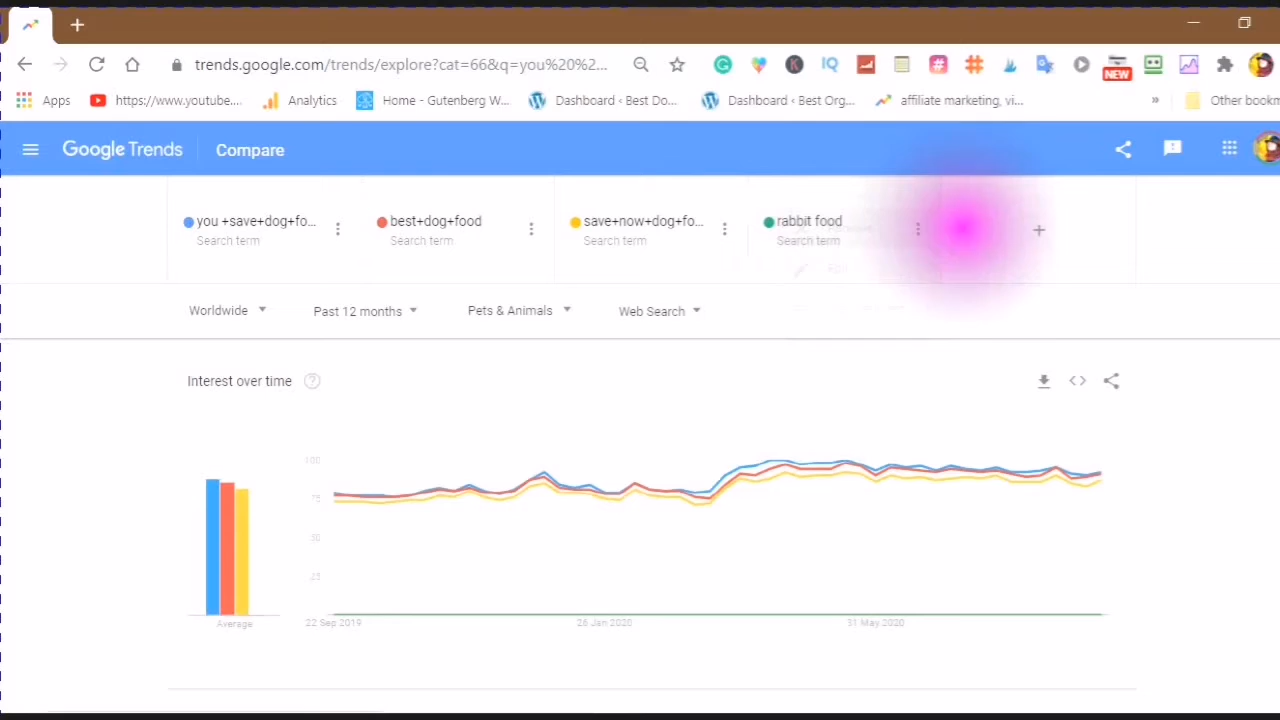 trends.google.com/trends/explore?cat=66&q=you%20%2...
IQ
NEW
Apps https://www.youtube.... Analytics Home - Gutenberg W... Dashboard ‹ Best Do... Dashboard ‹ Best Org... affiliate marketing, vi... » Other bookm
Google Trends Compare
you +save+dog+fo... best+dog+food save+now+dog+fo... rabbit food
Search term Search term Search term Search term
Edit
Worldwide Past 12 months Pets & Animals Web Search
Interest over time
100
75
50
25
Average 22 Sep 2019 26 Jan 2020 31 May 2020